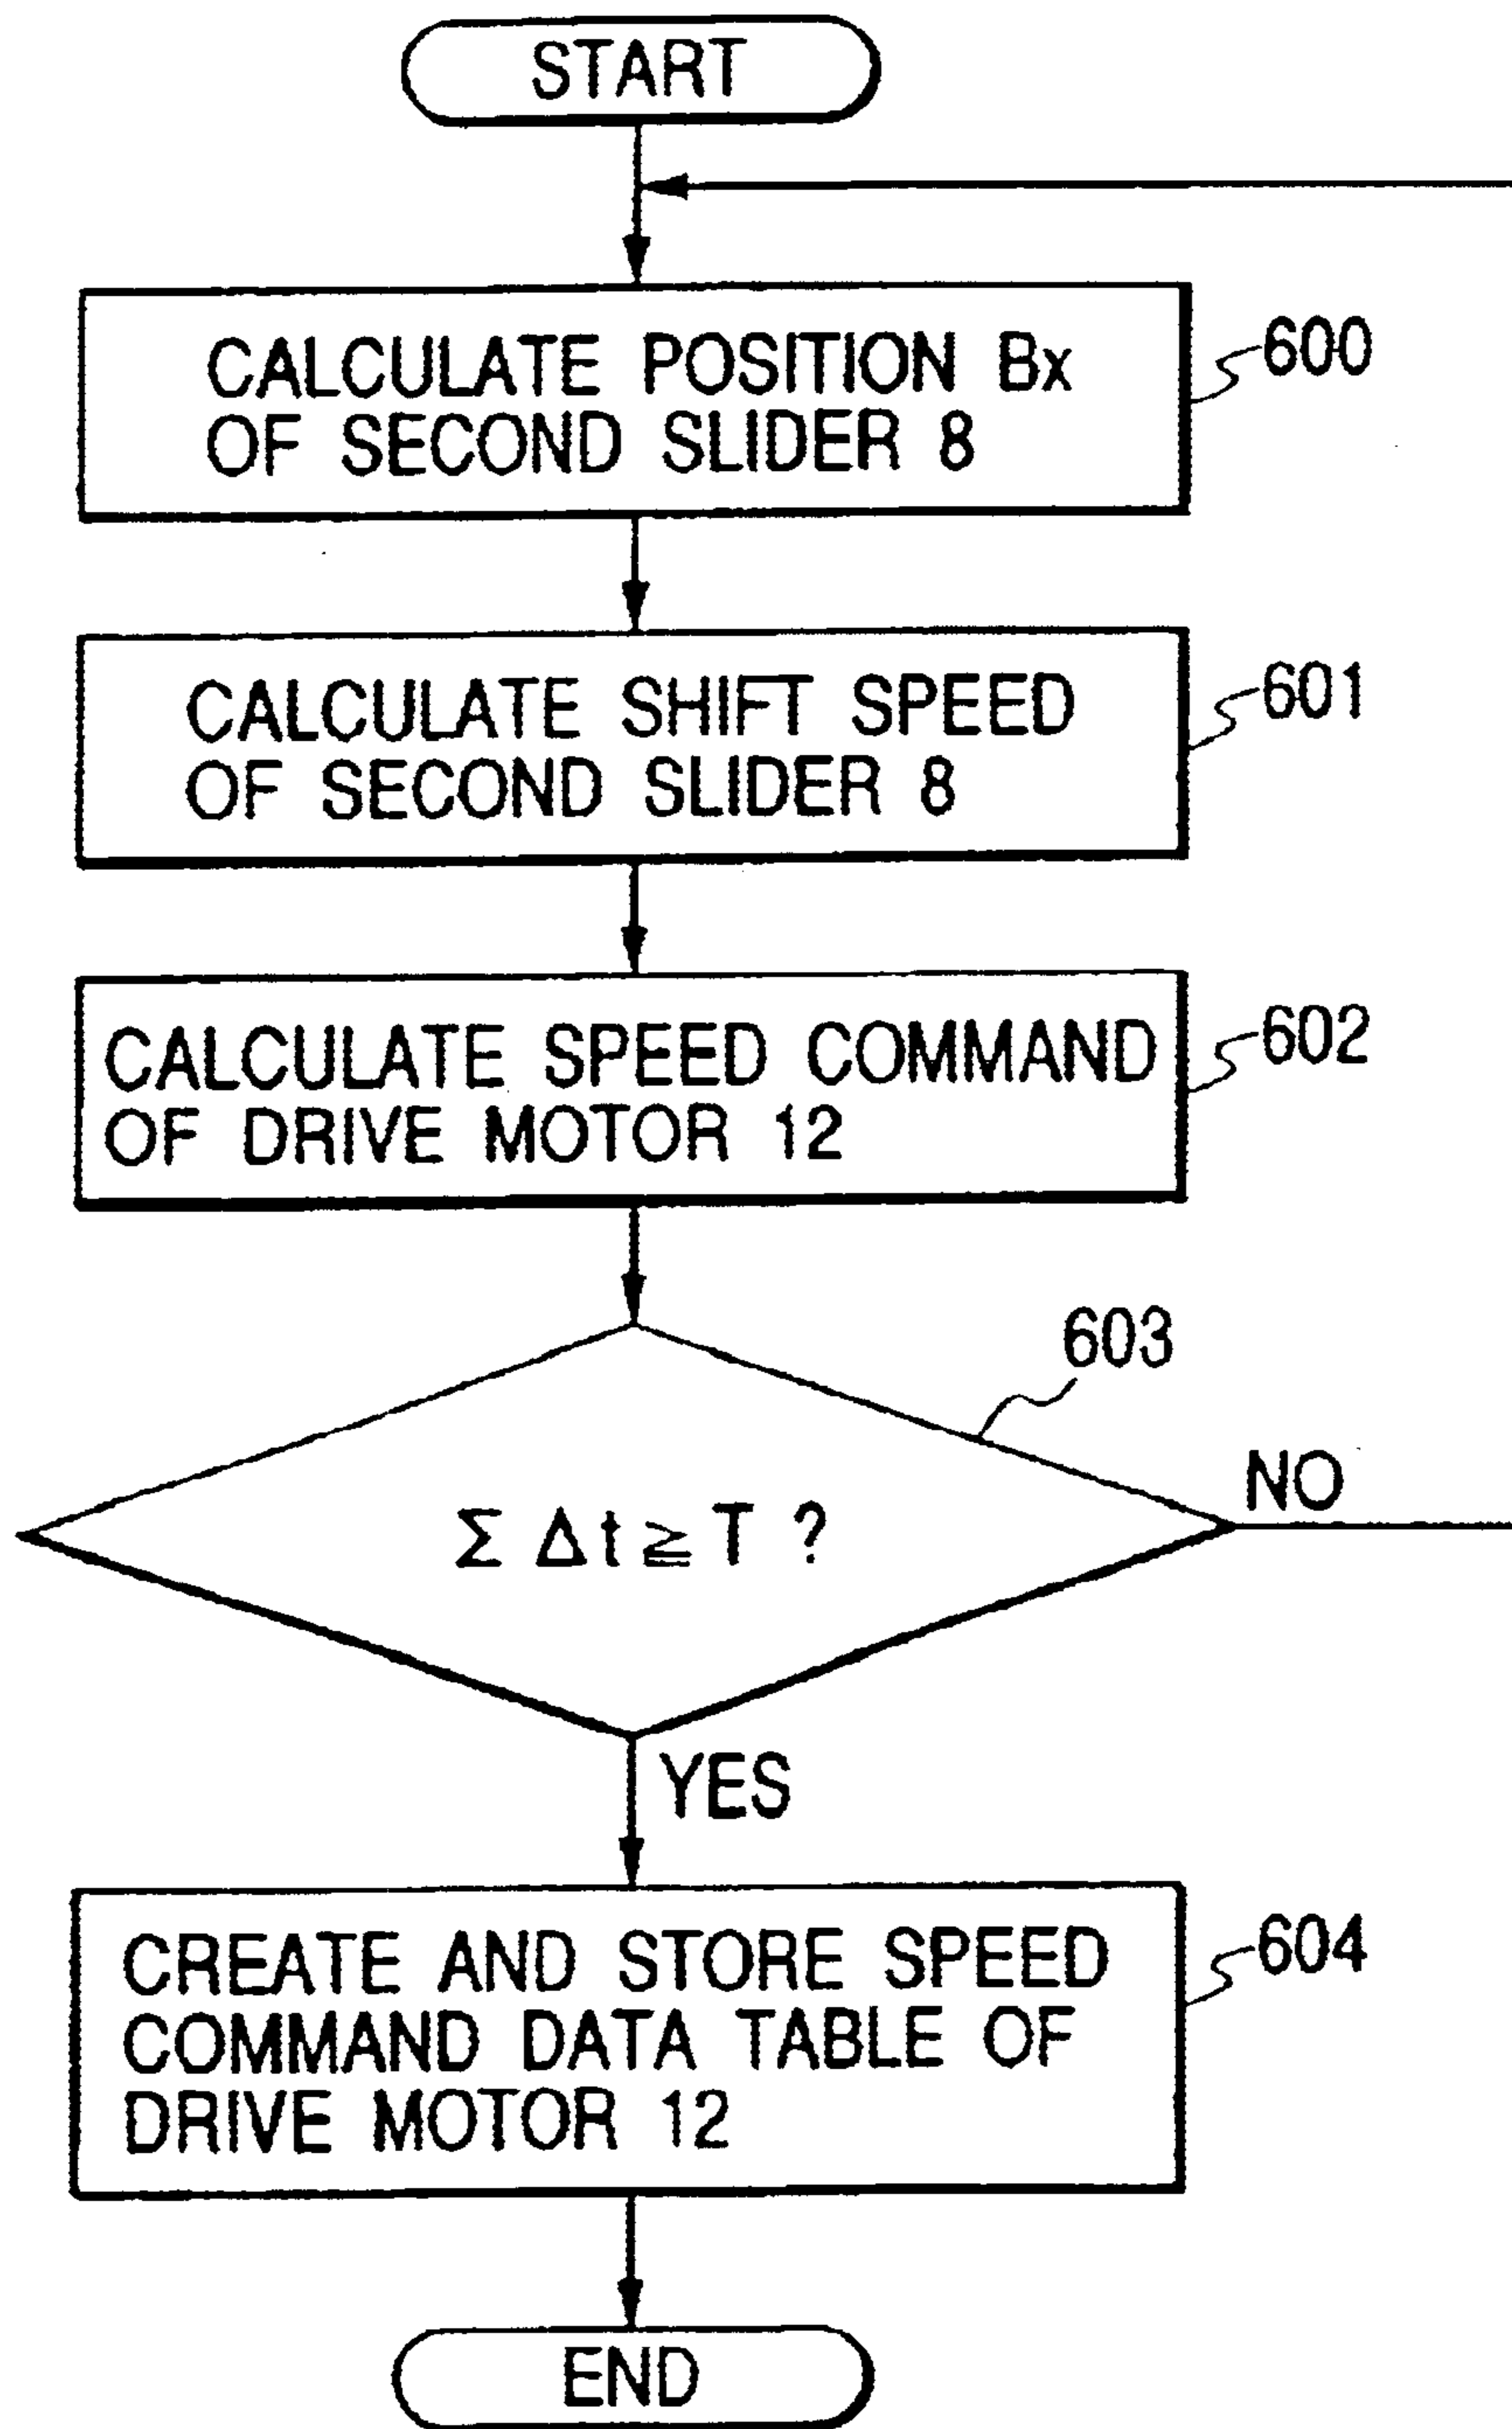 START
CALCULATE POSITION Bx
OF SECOND SLIDER 8
600
CALCULATE SHIFT SPEED
OF SECOND SLIDER 8
601
CALCULATE SPEED COMMAND
OF DRIVE MOTOR 12
602
603
Σ Δt ≧ T ?
NO
YES
CREATE AND STORE SPEED
COMMAND DATA TABLE OF
DRIVE MOTOR 12
604
END